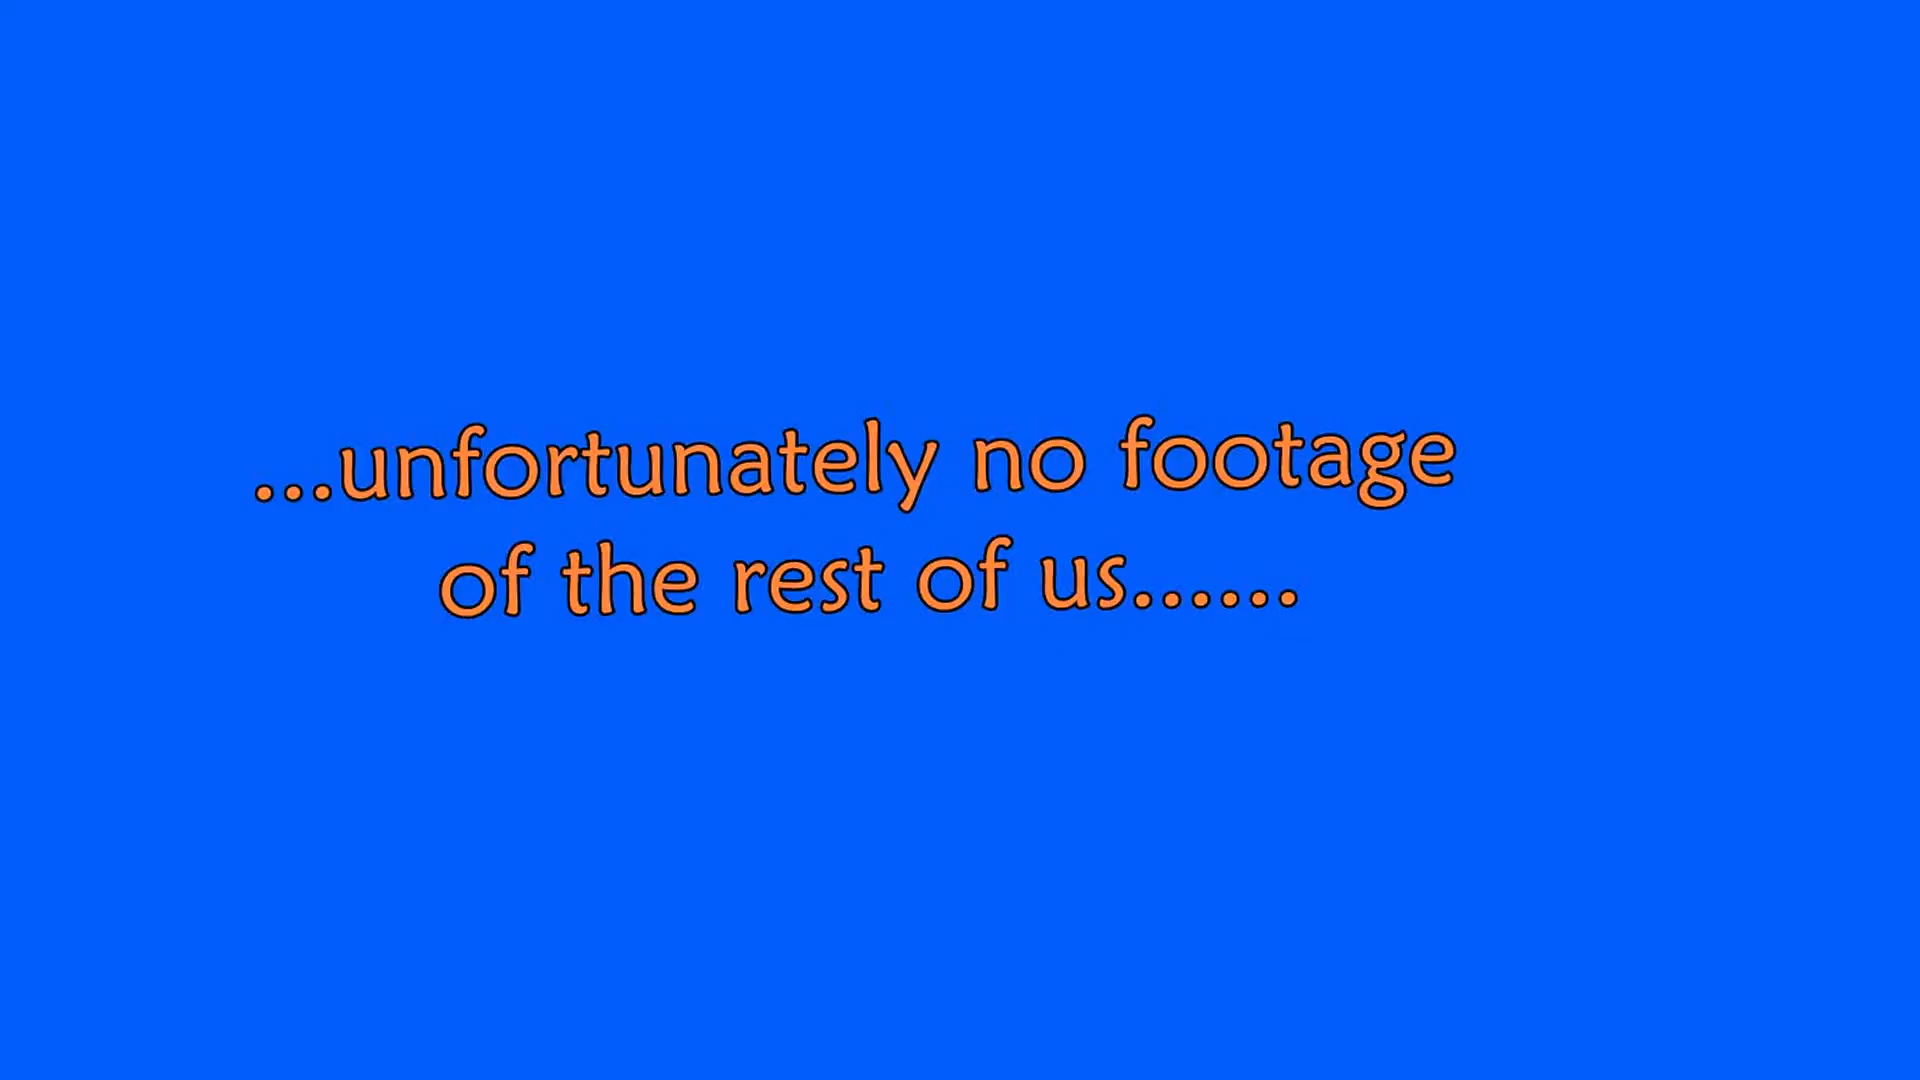 ...unfortunately no footage
of the rest of us......